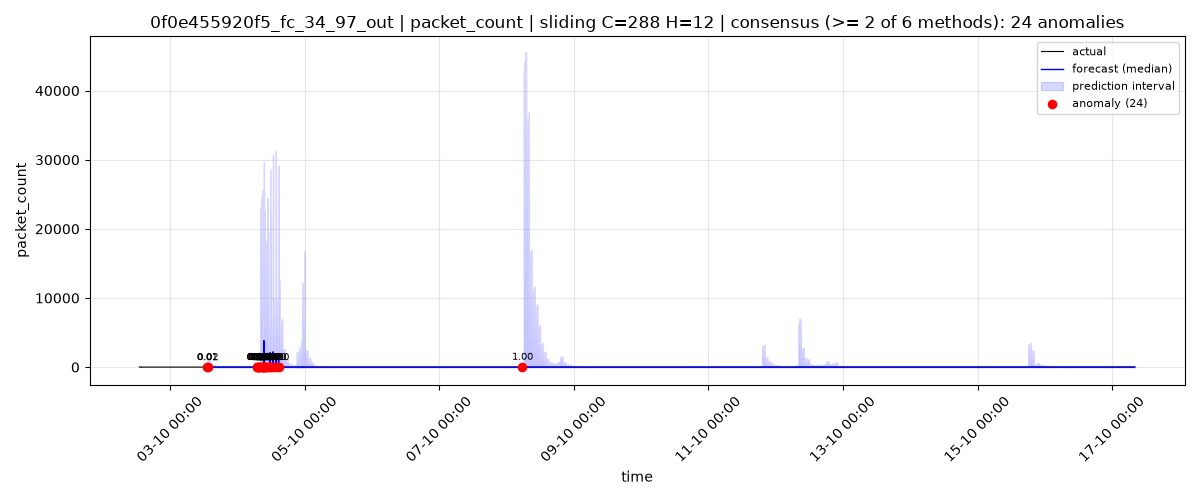 0f0e455920f5_fc_34_97_out | packet_count | sliding C=288 H=12 | consensus (>= 2 of 6 methods): 24 anomalies
actual
forecast (median)
prediction interval
anomaly (24)
packet_count
40000
30000
20000
10000
0
1.00
03-10 00:00
05-10 00:00
07-10 00:00
09-10 00:00
11-10 00:00
13-10 00:00
15-10 00:00
17-10 00:00
time